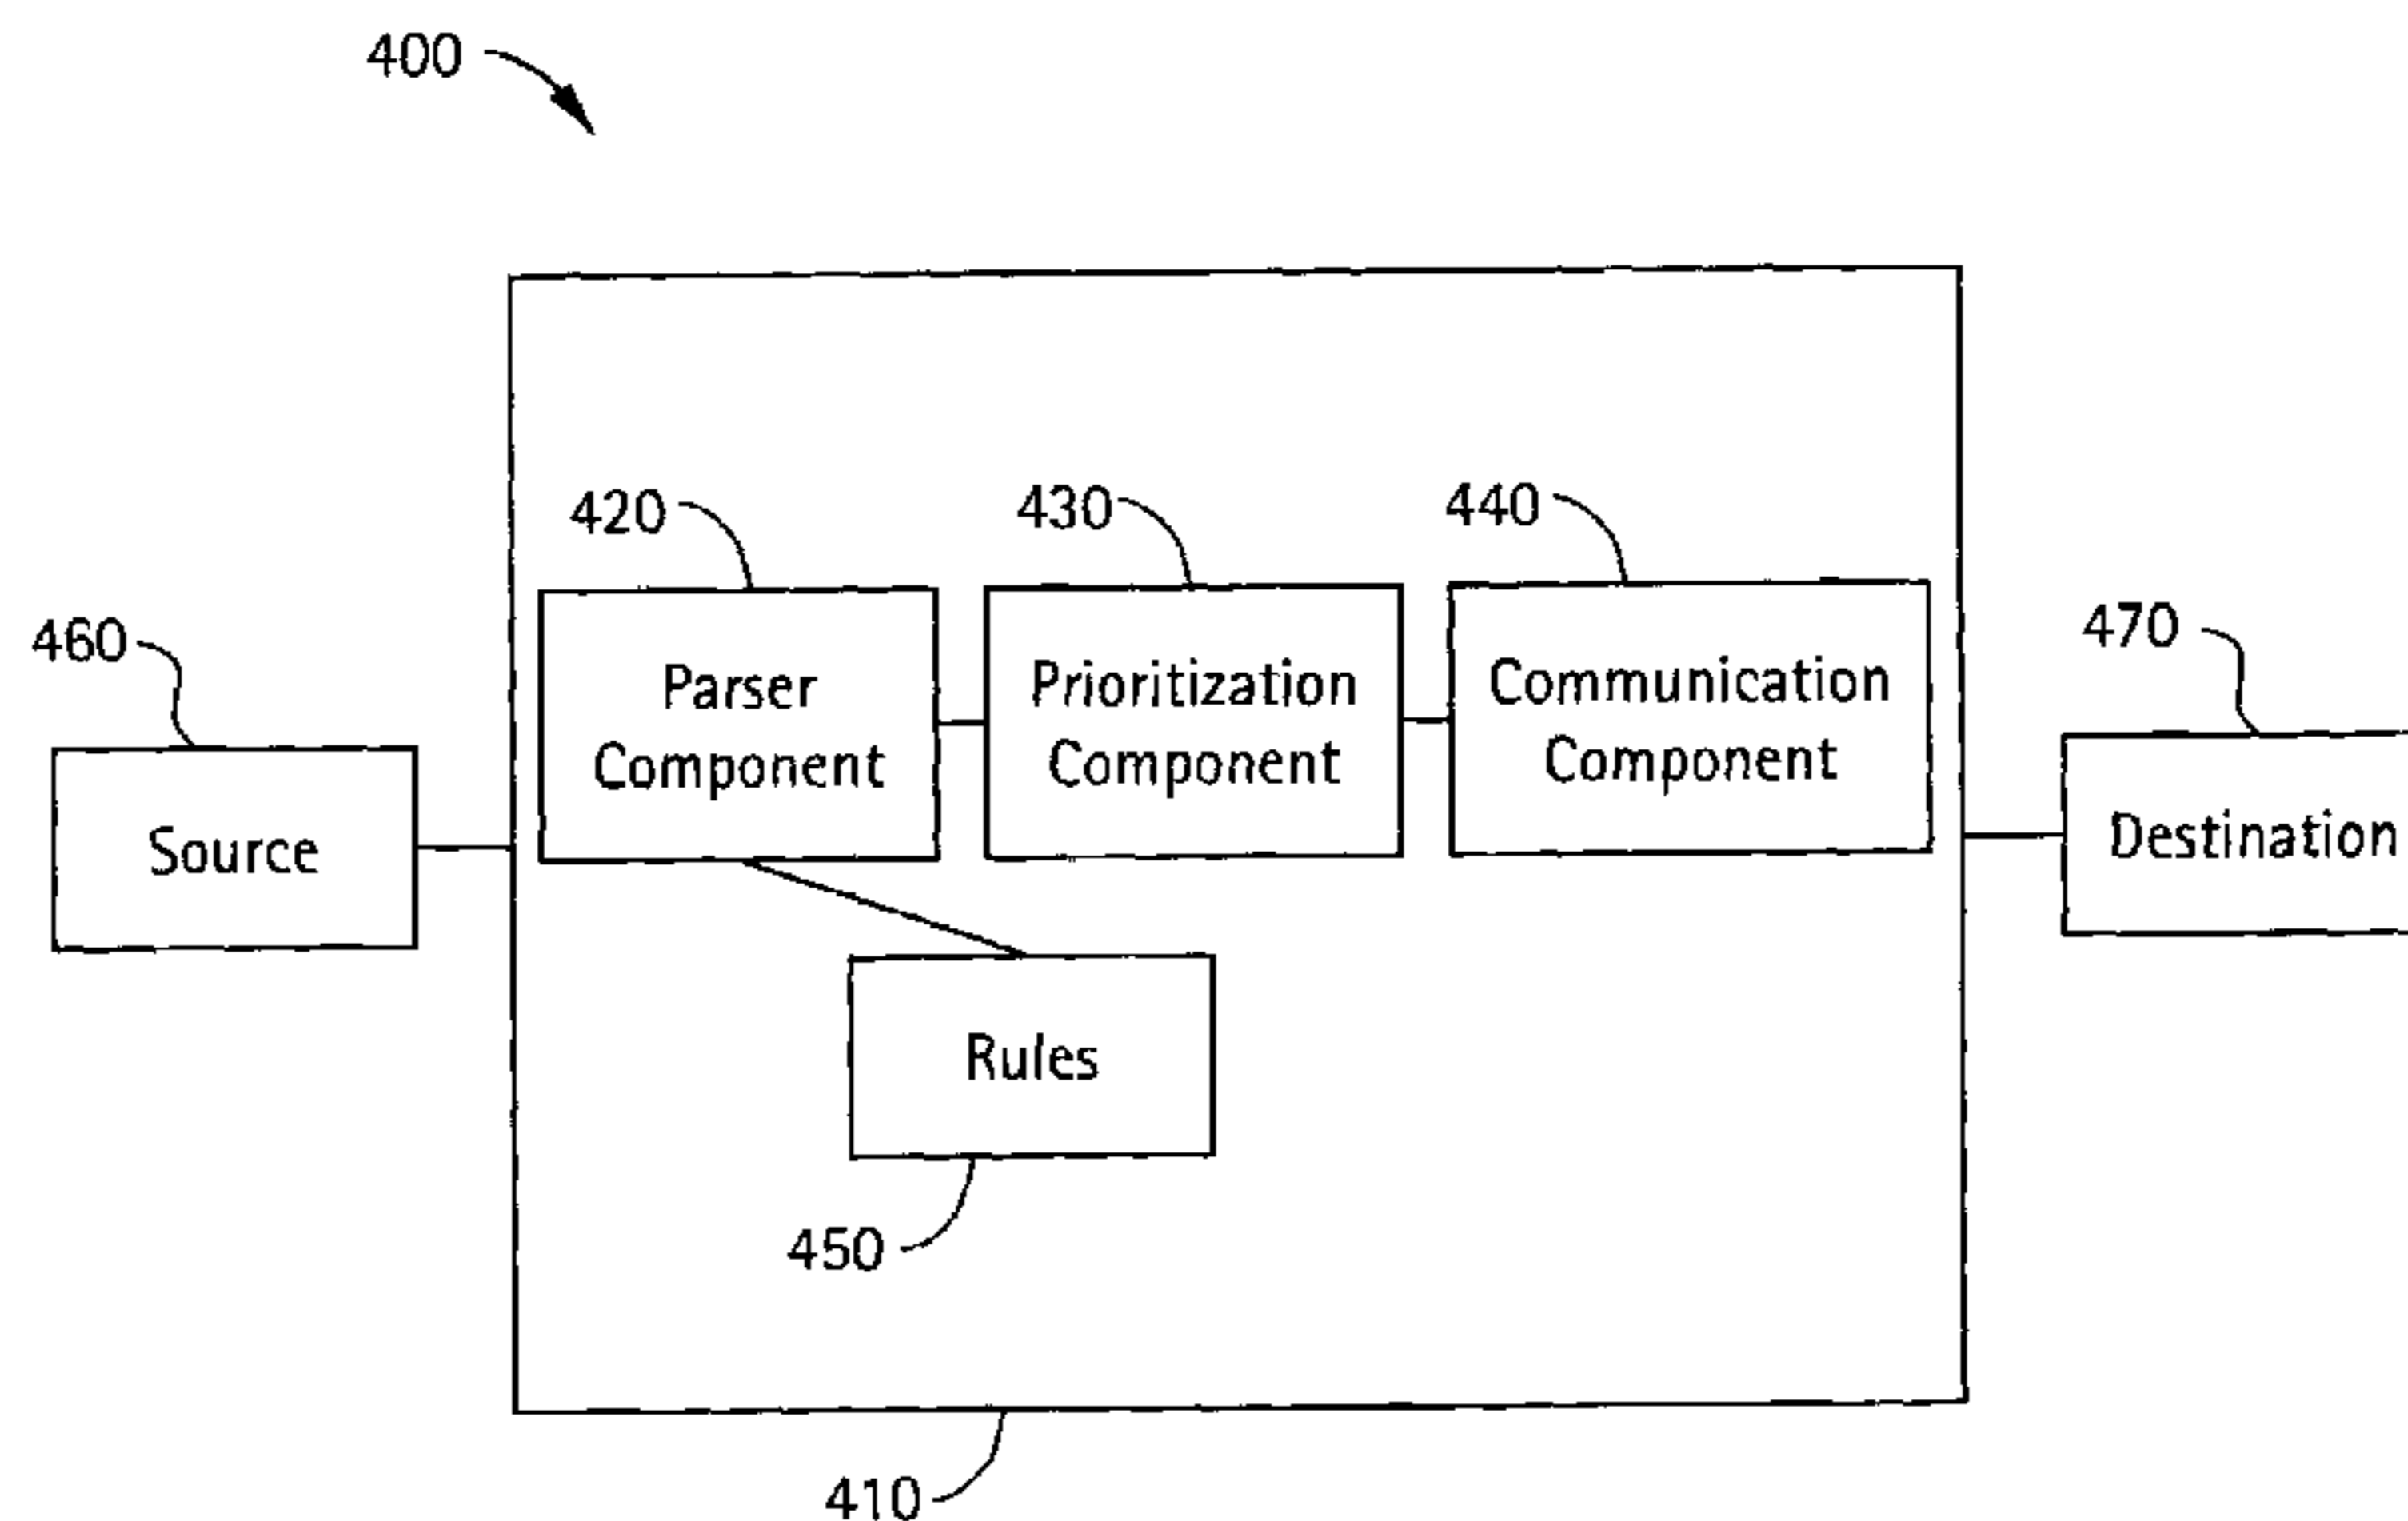 400
420
430
440
460
470
Parser
Component
Prioritization
Component
Communication
Component
Source
Destination
Rules
450
410